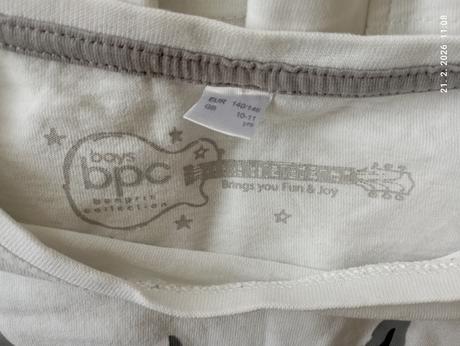 21. 2. 2026 11:08
EUR 140/146
GB 10-11
yrs
boys
bpc
bonprix
collection
Brings you Fun & Joy